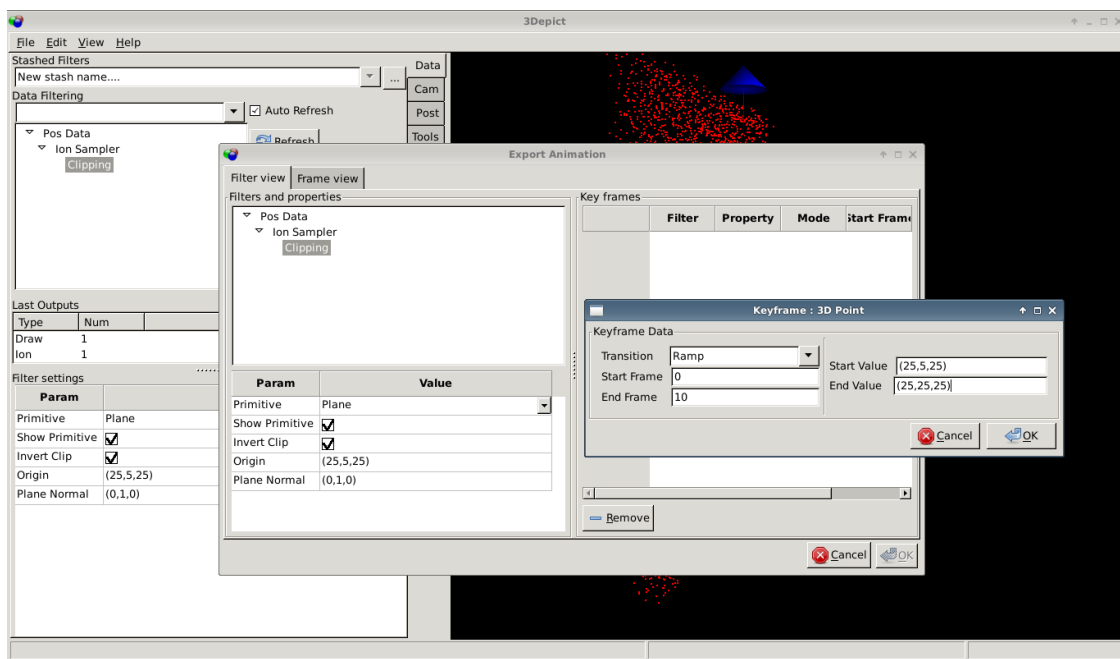 3Depict
File Edit View Help
Stashed Filters
New stash name....
...
Data Filtering
Auto Refresh
Refresh
Data
Cam
Post
Tools
Pos Data
Ion Sampler
Clipping
Last Outputs
Type Num
Draw 1
Ion 1
Filter settings
Param
Primitive Plane
Show Primitive
Invert Clip
Origin (25,5,25)
Plane Normal (0,1,0)
Export Animation
Filter view Frame view
Filters and properties
Pos Data
Ion Sampler
Clipping
Param Value
Primitive Plane
Show Primitive
Invert Clip
Origin (25,5,25)
Plane Normal (0,1,0)
Key frames
Filter Property Mode Start Frame
Remove
Cancel OK
Keyframe : 3D Point
Keyframe Data
Transition Ramp
Start Frame 0
End Frame 10
Start Value (25,5,25)
End Value (25,25,25)
Cancel OK